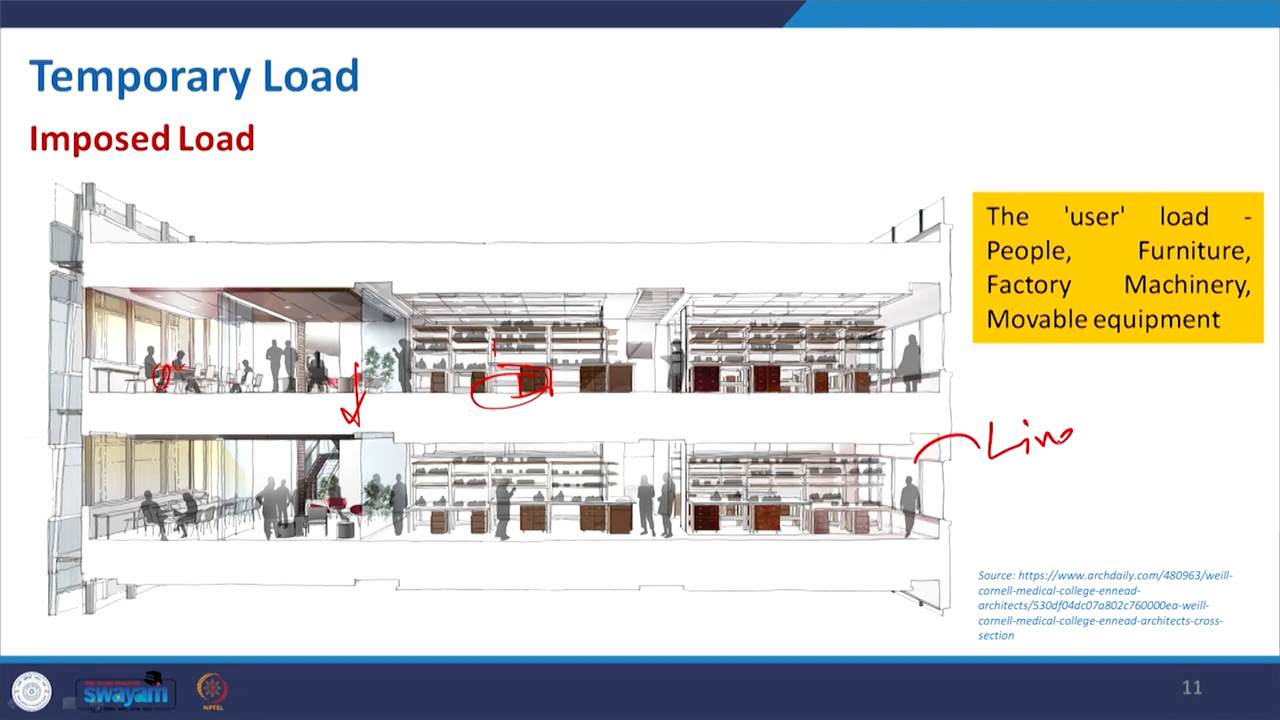 Temporary Load
Imposed Load
The 'user' load -
People, Furniture,
Factory Machinery,
Movable equipment
Source: https://www.archdaily.com/480963/weill-
cornell-medical-college-ennead-
architects/530df04dc07a802c760000ea-weill-
cornell-medical-college-ennead-architects-cross-
section
swayam
NPTEL
11